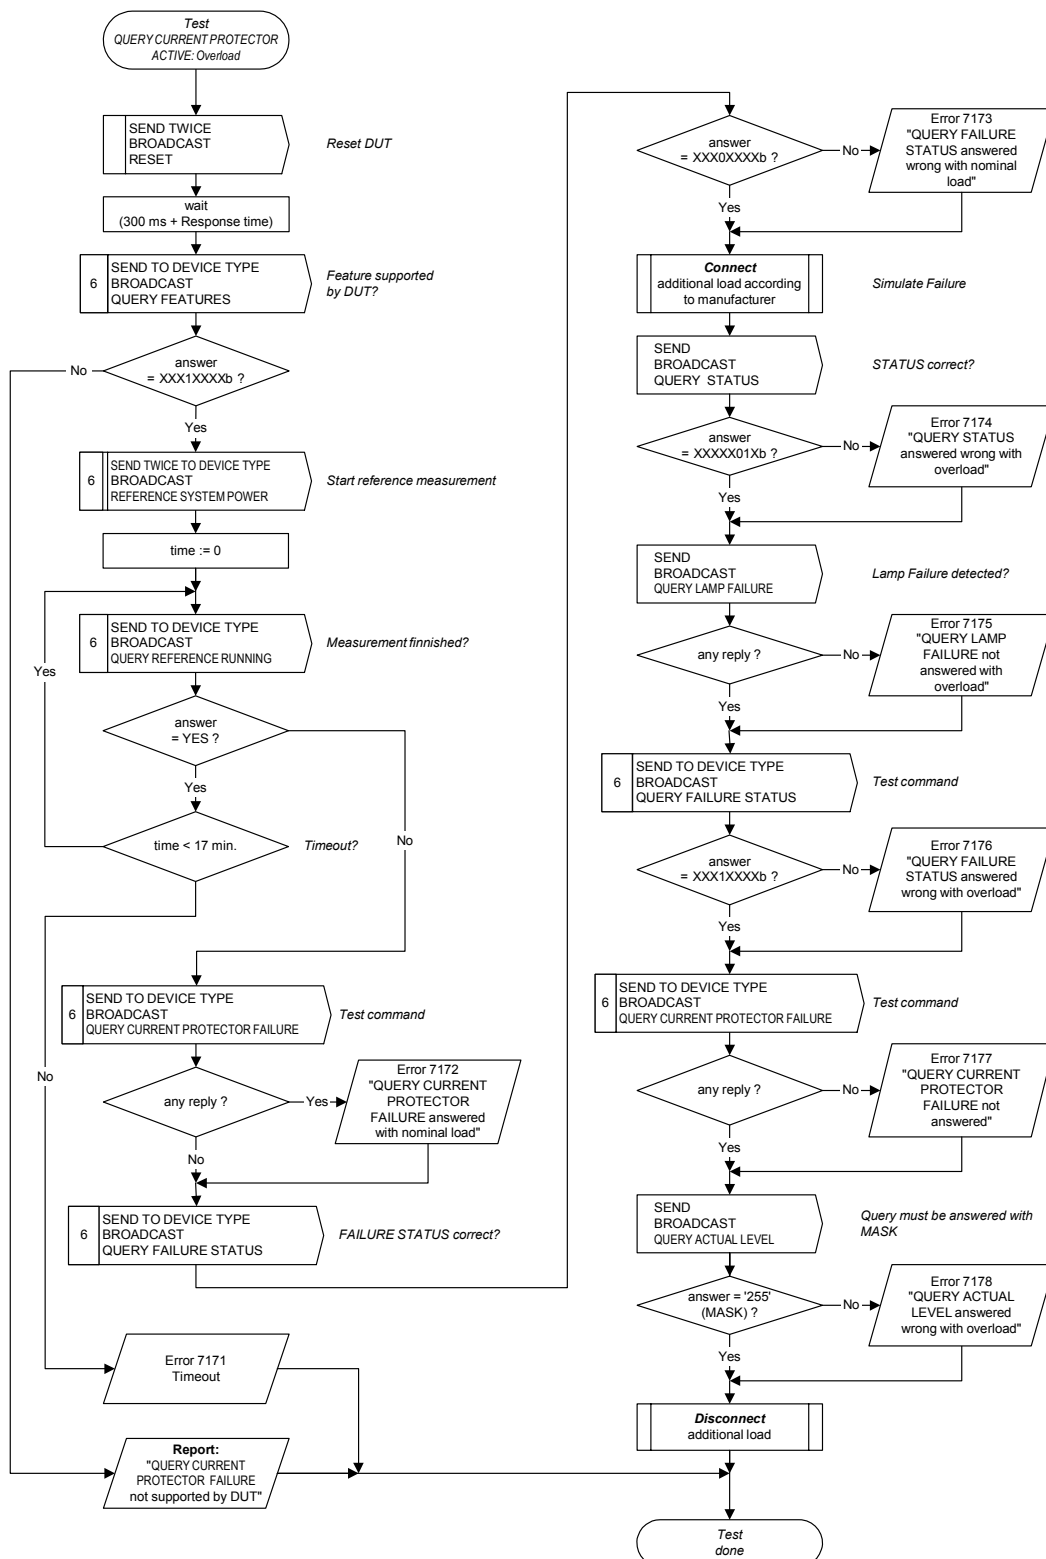 Test
QUERY CURRENT PROTECTOR
ACTIVE: Overload
SEND TWICE
BROADCAST
RESET
Reset DUT
wait
(300 ms + Response time)
6
SEND TO DEVICE TYPE
BROADCAST
QUERY FEATURES
Feature supported
by DUT?
answer
= XXX1XXXXb ?
No
Yes
6
SEND TWICE TO DEVICE TYPE
BROADCAST
REFERENCE SYSTEM POWER
Start reference measurement
time := 0
6
SEND TO DEVICE TYPE
BROADCAST
QUERY REFERENCE RUNNING
Measurement finnished?
Yes
answer
= YES ?
Yes
No
time < 17 min.
Timeout?
No
6
SEND TO DEVICE TYPE
BROADCAST
QUERY CURRENT PROTECTOR FAILURE
Test command
any reply ?
Yes
Error 7172
"QUERY CURRENT
PROTECTOR
FAILURE answered
with nominal load"
No
6
SEND TO DEVICE TYPE
BROADCAST
QUERY FAILURE STATUS
FAILURE STATUS correct?
Error 7171
Timeout
Report:
"QUERY CURRENT
PROTECTOR FAILURE
not supported by DUT"
answer
= XXX0XXXXb ?
No
Error 7173
"QUERY FAILURE
STATUS answered
wrong with nominal
load"
Yes
Connect
additional load according
to manufacturer
Simulate Failure
SEND
BROADCAST
QUERY STATUS
STATUS correct?
answer
= XXXXX01Xb ?
No
Error 7174
"QUERY STATUS
answered wrong with
overload"
Yes
SEND
BROADCAST
QUERY LAMP FAILURE
Lamp Failure detected?
any reply ?
No
Error 7175
"QUERY LAMP
FAILURE not
answered with
overload"
Yes
6
SEND TO DEVICE TYPE
BROADCAST
QUERY FAILURE STATUS
Test command
answer
= XXX1XXXXb ?
No
Error 7176
"QUERY FAILURE
STATUS answered
wrong with overload"
Yes
6
SEND TO DEVICE TYPE
BROADCAST
QUERY CURRENT PROTECTOR FAILURE
Test command
any reply ?
No
Error 7177
"QUERY CURRENT
PROTECTOR
FAILURE not
answered"
Yes
SEND
BROADCAST
QUERY ACTUAL LEVEL
Query must be answered with
MASK
answer = '255'
(MASK) ?
No
Error 7178
"QUERY ACTUAL
LEVEL answered
wrong with overload"
Yes
Disconnect
additional load
Test
done